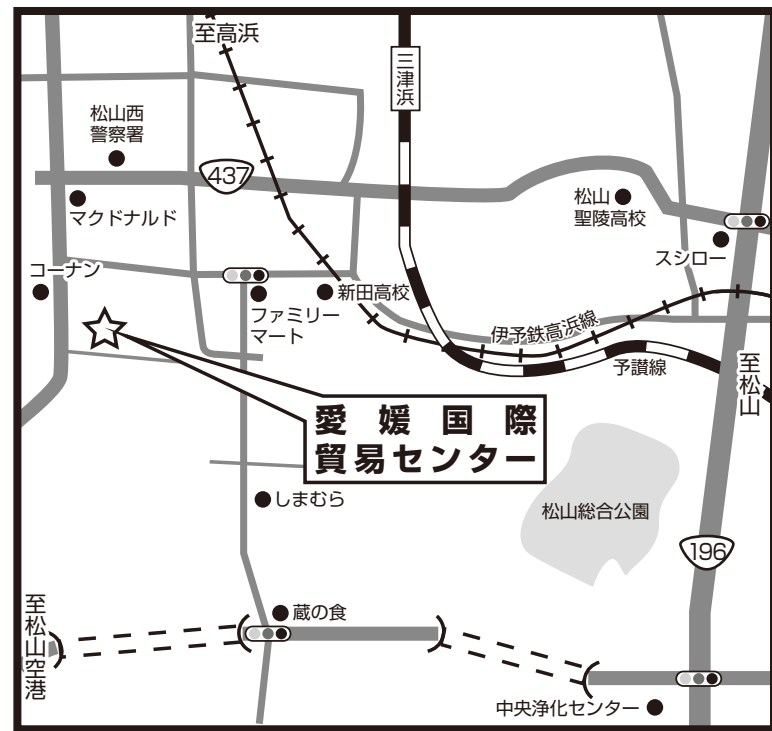 至高浜
三津浜
松山西
警察署
437
マクドナルド
松山
聖陵高校
スシロー
コーナン
新田高校
ファミリー
マート
伊予鉄高浜線
予讃線
至松山
愛媛国際
貿易センター
しまむら
松山総合公園
196
蔵の食
至松山空港
中央浄化センター